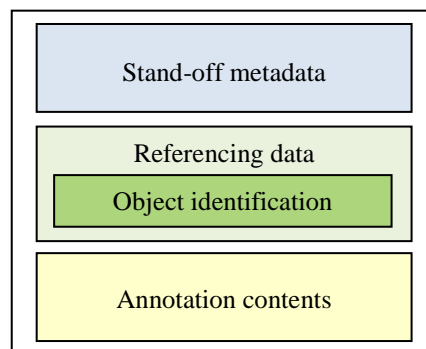 Stand-off metadata
Referencing data
Object identification
Annotation contents